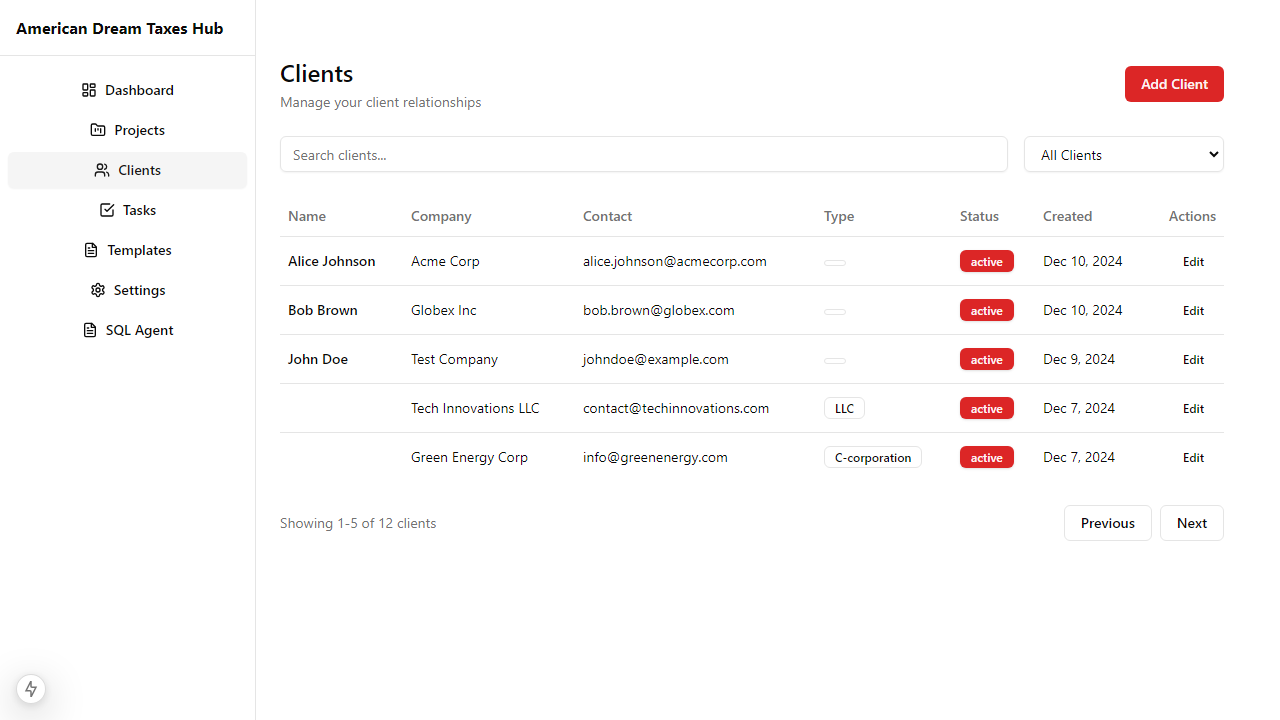 American Dream Taxes Hub
Dashboard
Projects
Clients
Tasks
Templates
Settings
SQL Agent
Clients
Manage your client relationships
Add Client
Search clients...
All Clients
Name Company Contact Type Status Created Actions
Alice Johnson Acme Corp alice.johnson@acmecorp.com active Dec 10, 2024 Edit
Bob Brown Globex Inc bob.brown@globex.com active Dec 10, 2024 Edit
John Doe Test Company johndoe@example.com active Dec 9, 2024 Edit
Tech Innovations LLC contact@techinnovations.com LLC active Dec 7, 2024 Edit
Green Energy Corp info@greenenergy.com C-corporation active Dec 7, 2024 Edit
Showing 1-5 of 12 clients
Previous Next